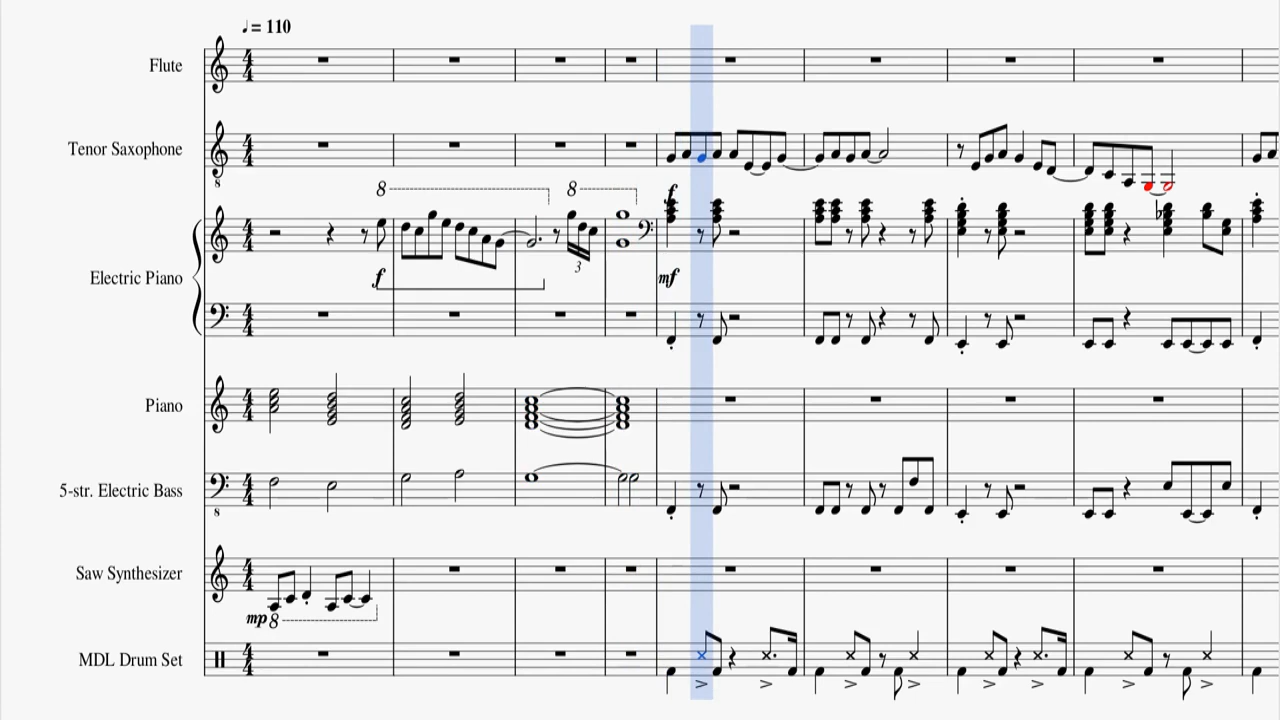 ♩ = 110
Flute
Tenor Saxophone
8
8
8
f
Electric Piano
f
3
mf
Piano
5-str. Electric Bass
8
Saw Synthesizer
mp 8
MDL Drum Set